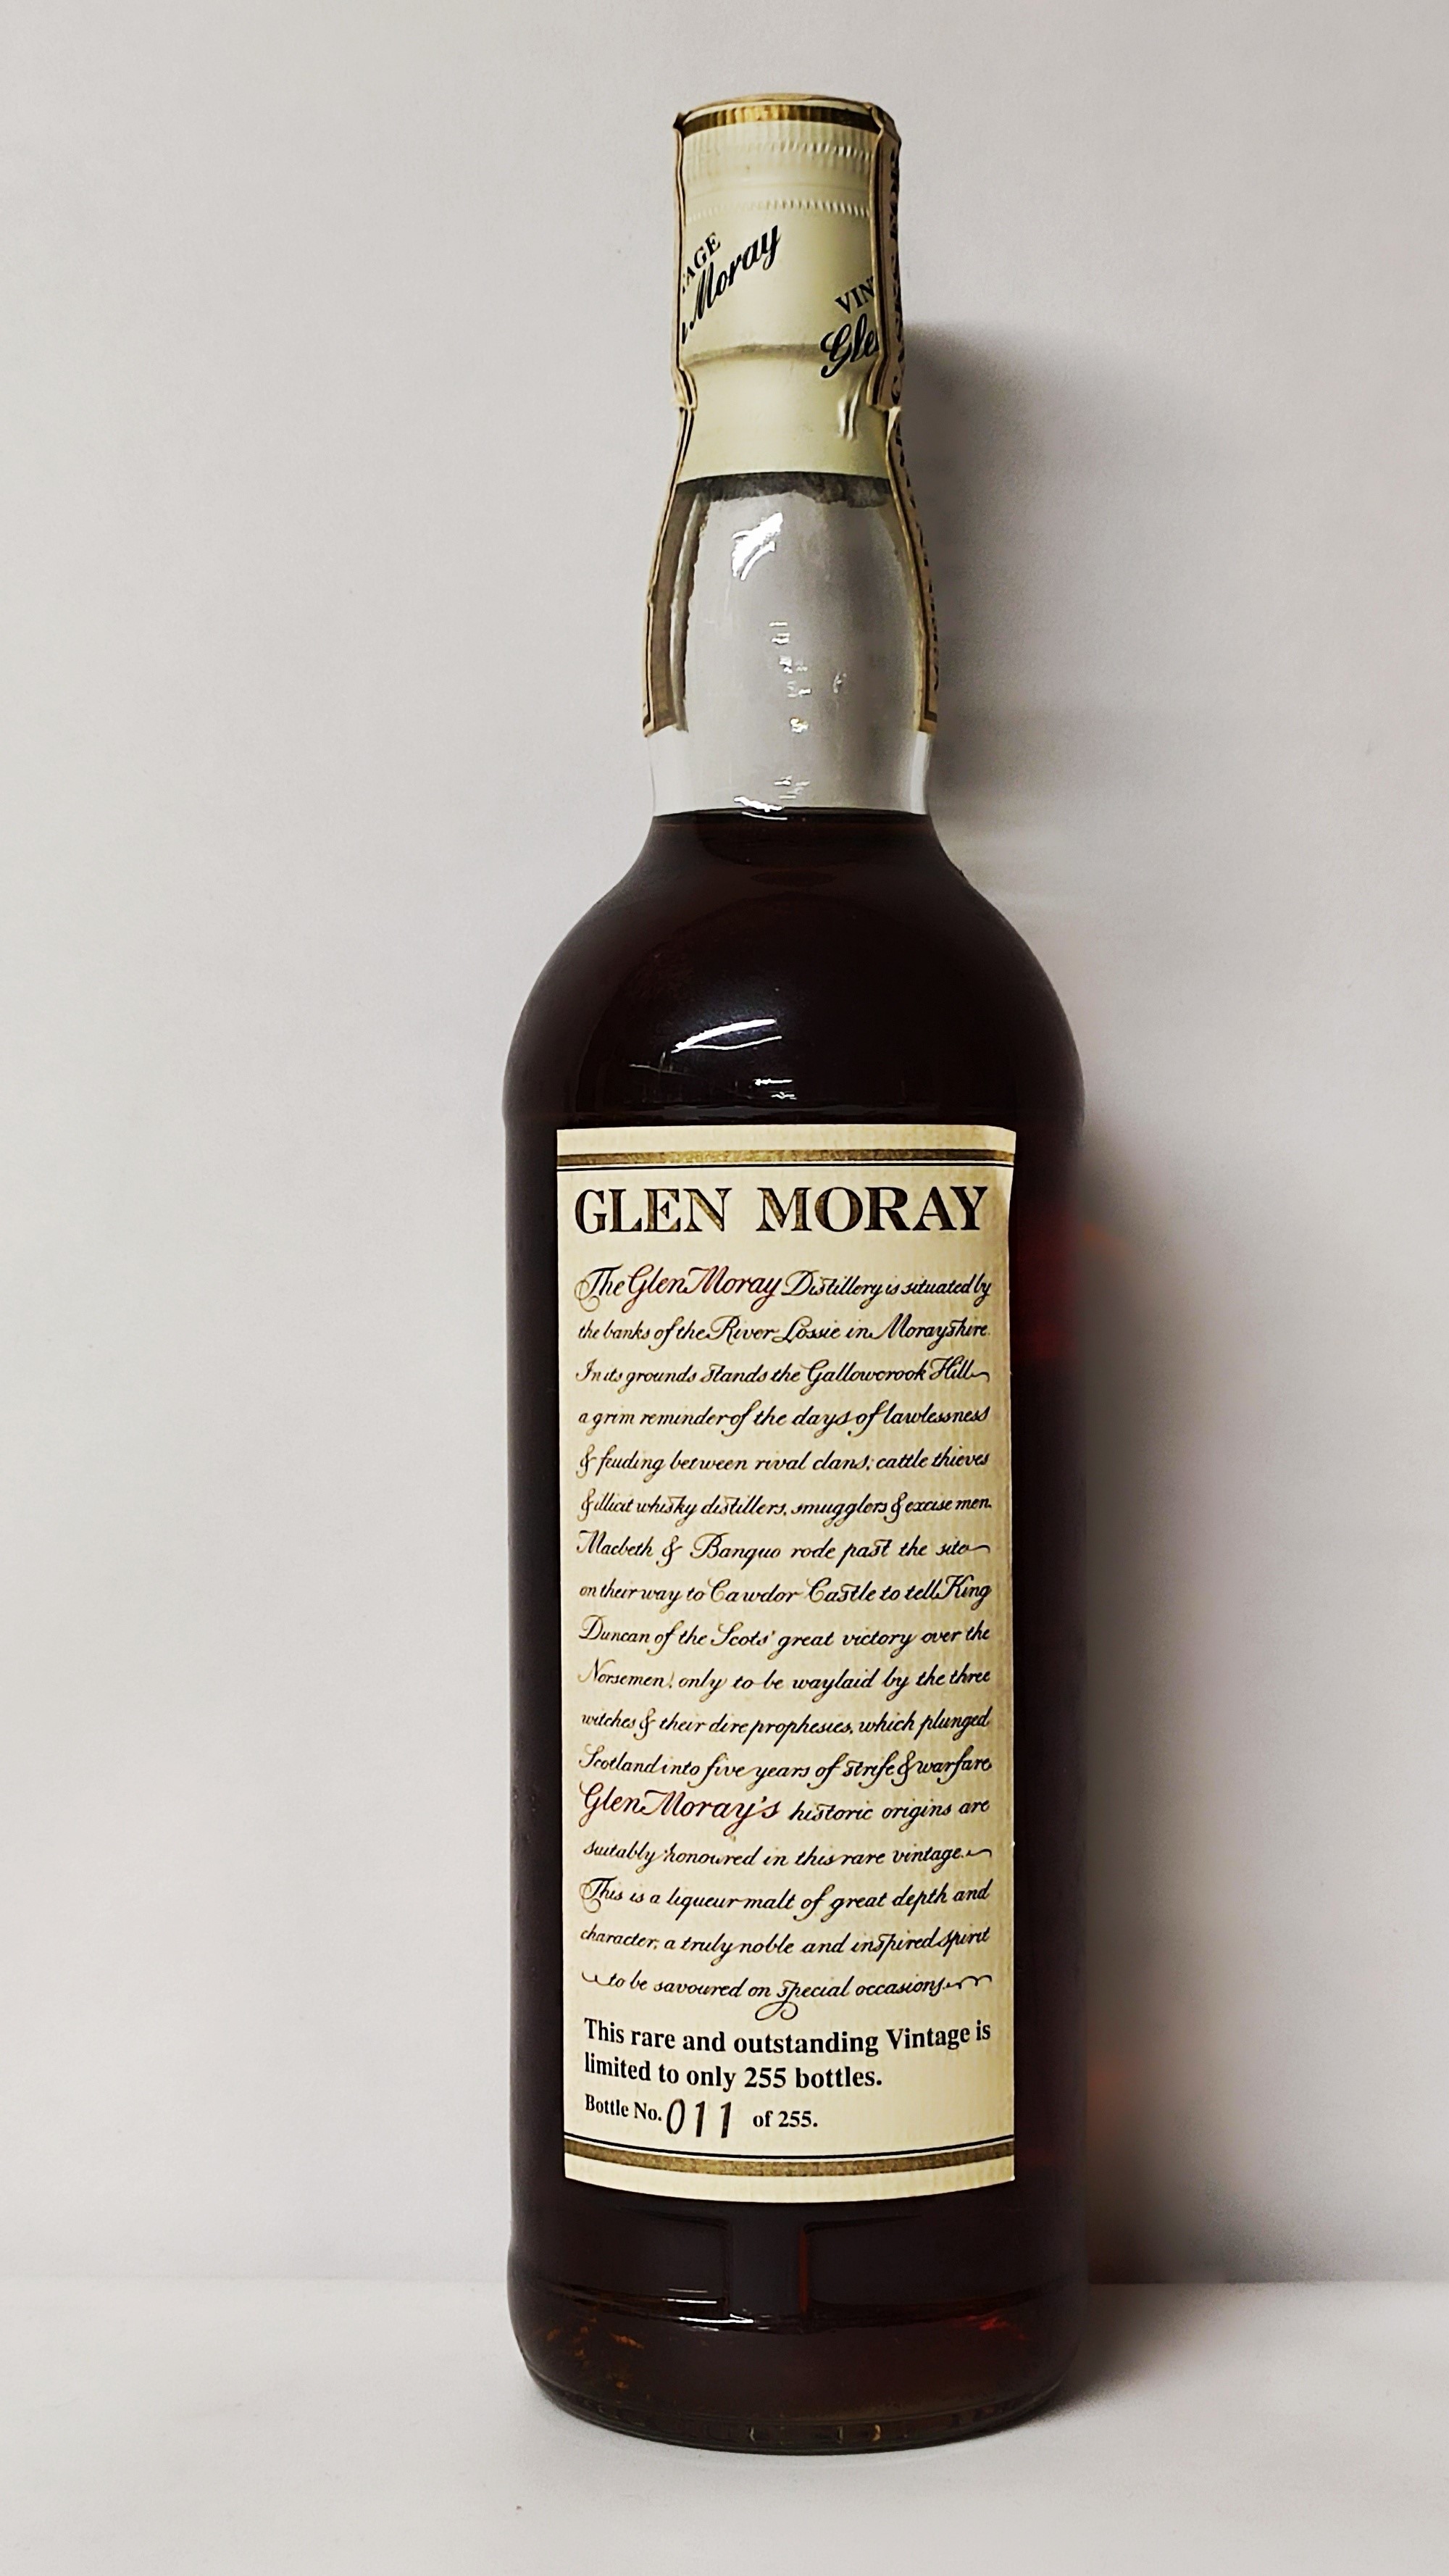 AGE
Moray
VIN
Gle
GLEN MORAY
The Glen Moray Distillery is situated by
the banks of the River Lossie in Morayshire.
In its grounds stands the Gallowcrook Hill
a grim reminder of the days of lawlessness
& feuding between rival clans; cattle thieves
& illicit whisky distillers, smugglers & excise men.
Macbeth & Banquo rode past the site
on their way to Cawdor Castle to tell King
Duncan of the Scots' great victory over the
Norsemen, only to be waylaid by the three
witches & their dire prophesies, which plunged
Scotland into five years of strife & warfare
Glen Moray's historic origins are
suitably honoured in this rare vintage.
This is a liqueur malt of great depth and
character, a truly noble and inspired spirit
to be savoured on special occasions.
This rare and outstanding Vintage is
limited to only 255 bottles.
Bottle No. 011 of 255.